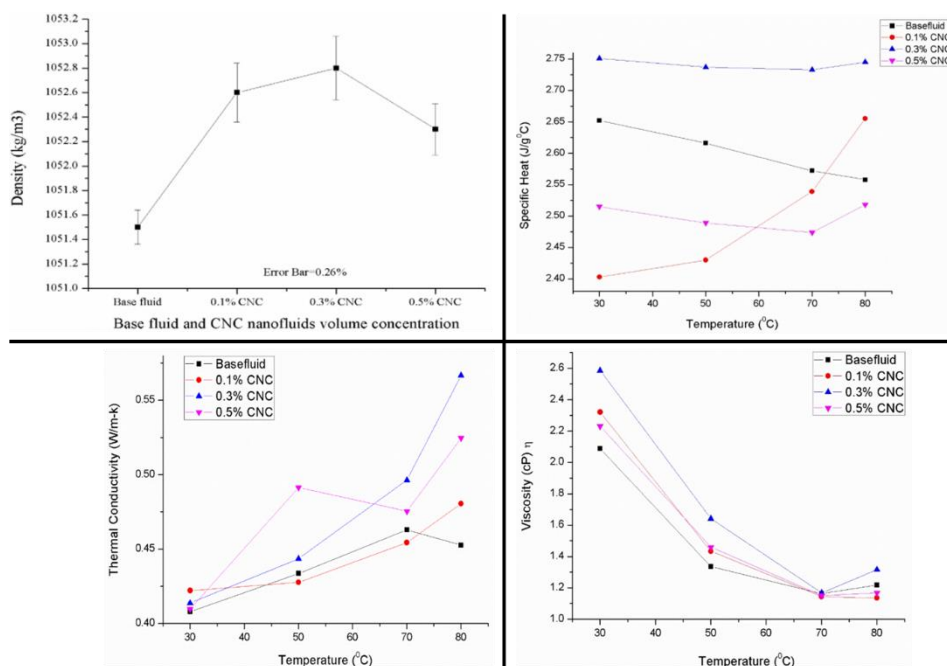 1053.2
1053.0
1052.8
1052.6
1052.4
1052.2
1052.0
1051.8
1051.6
1051.4
1051.2
1051.0
Density (kg/m3)
Error Bar=0.26%
Base fluid
0.1% CNC
0.3% CNC
0.5% CNC
Base fluid and CNC nanofluids volume concentration
Basefluid
0.1% CNC
0.3% CNC
0.5% CNC
2.75
2.70
2.65
2.60
2.55
2.50
2.45
2.40
Specific Heat (J/g⁰C)
30
40
50
60
70
80
Temperature (⁰C)
Basefluid
0.1% CNC
0.3% CNC
0.5% CNC
0.55
0.50
0.45
0.40
Thermal Conductivity (W/m-k)
30
40
50
60
70
80
Temperature (⁰C)
Basefluid
0.1% CNC
0.3% CNC
0.5% CNC
2.6
2.4
2.2
2.0
1.8
1.6
1.4
1.2
1.0
Viscosity (cP) η
30
40
50
60
70
80
Temperature (⁰C)